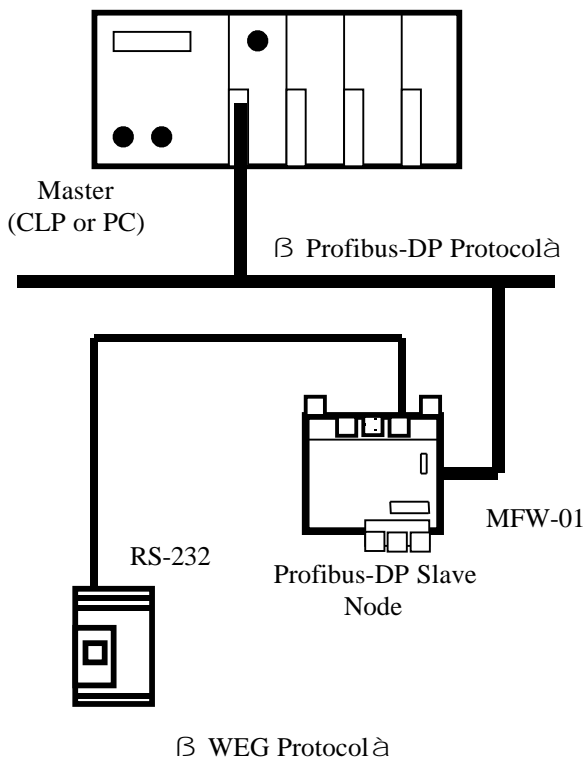 Master
(CLP or PC)
ß Profibus-DP Protocolà
MFW-01
RS-232
Profibus-DP Slave
Node
ß WEG Protocolà